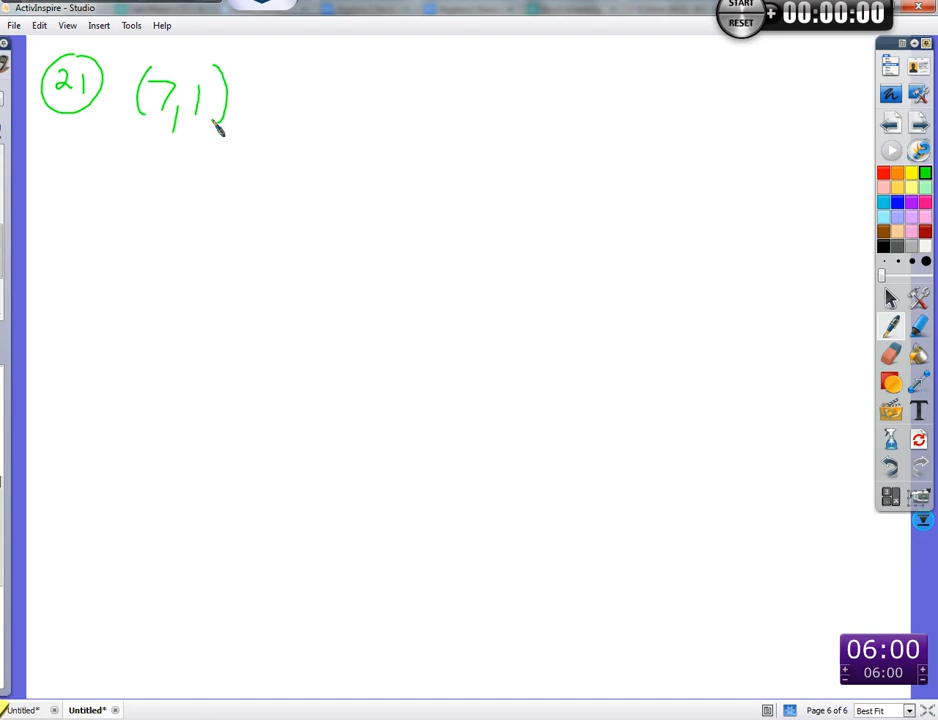 ActivInspire - Studio
START
RESET
00:00:00
File Edit View Insert Tools Help
21 (7,1)
06:00
06:00
Untitled* Untitled* Page 6 of 6 Best Fit